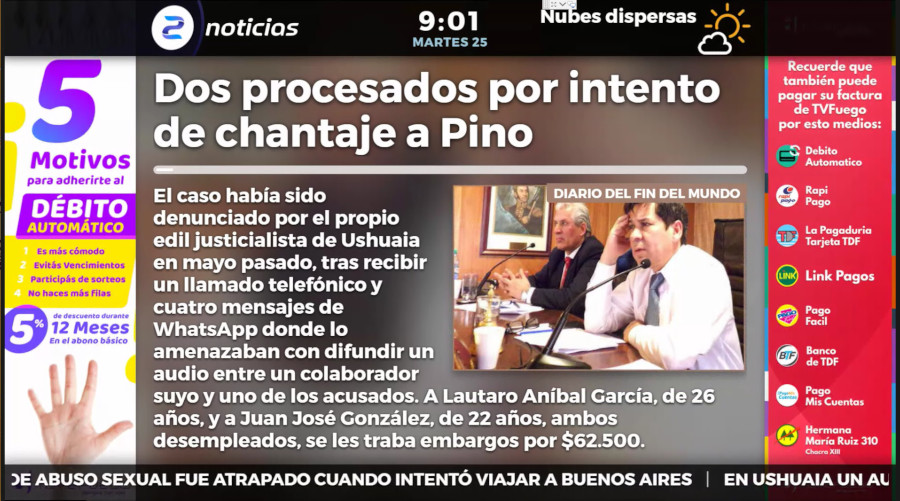 2 noticias
9:01
MARTES 25
Nubes dispersas
5
Motivos
para adherirte al
DÉBITO
AUTOMÁTICO
1 Es más cómodo
2 Evitás Vencimientos
3 Participás de sorteos
4 No haces más filas
5%
de descuento durante
12 Meses
En el abono básico
Dos procesados por intento
de chantaje a Pino
El caso había sido
denunciado por el propio
edil justicialista de Ushuaia
en mayo pasado, tras recibir
un llamado telefónico y
cuatro mensajes de
WhatsApp donde lo
amenazaban con difundir un
audio entre un colaborador
suyo y uno de los acusados. A Lautaro Aníbal García, de 26
años, y a Juan José González, de 22 años, ambos
desempleados, se les traba embargos por $62.500.
DIARIO DEL FIN DEL MUNDO
Recuerde que
también puede
pagar su factura
de TVFuego
por esto medios:
Debito
Automatico
Rapi
Pago
La Pagaduria
Tarjeta TDF
LINK
Link Pagos
Pago
Facil
BTF
Banco
de TDF
Pago
Mis Cuentas
Hermana
María Ruiz 310
Chacra XIII
DE ABUSO SEXUAL FUE ATRAPADO CUANDO INTENTÓ VIAJAR A BUENOS AIRES | EN USHUAIA UN AU